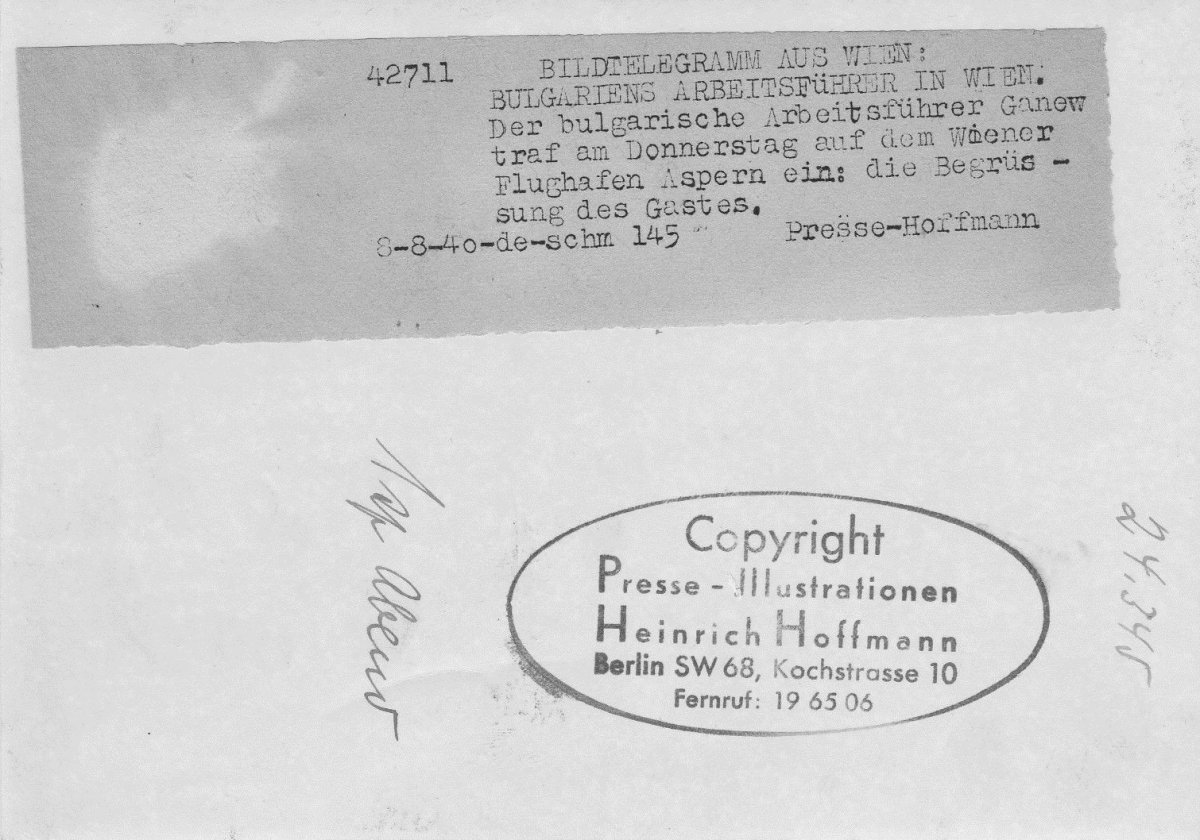 42711 BILDTELEGRAMM AUS WIEN:
BULGARIENS ARBEITSFüHRER IN WIEN.
Der bulgarische Arbeitsführer Ganew
traf am Donnerstag auf dem Wiener
Flughafen Aspern ein: die Begrüs -
sung des Gastes.
8-8-4o-de-schm 145 Presse-Hoffmann
Copyright
Presse - Illustrationen
Heinrich Hoffmann
Berlin SW 68, Kochstrasse 10
Fernruf: 19 65 06
24.345